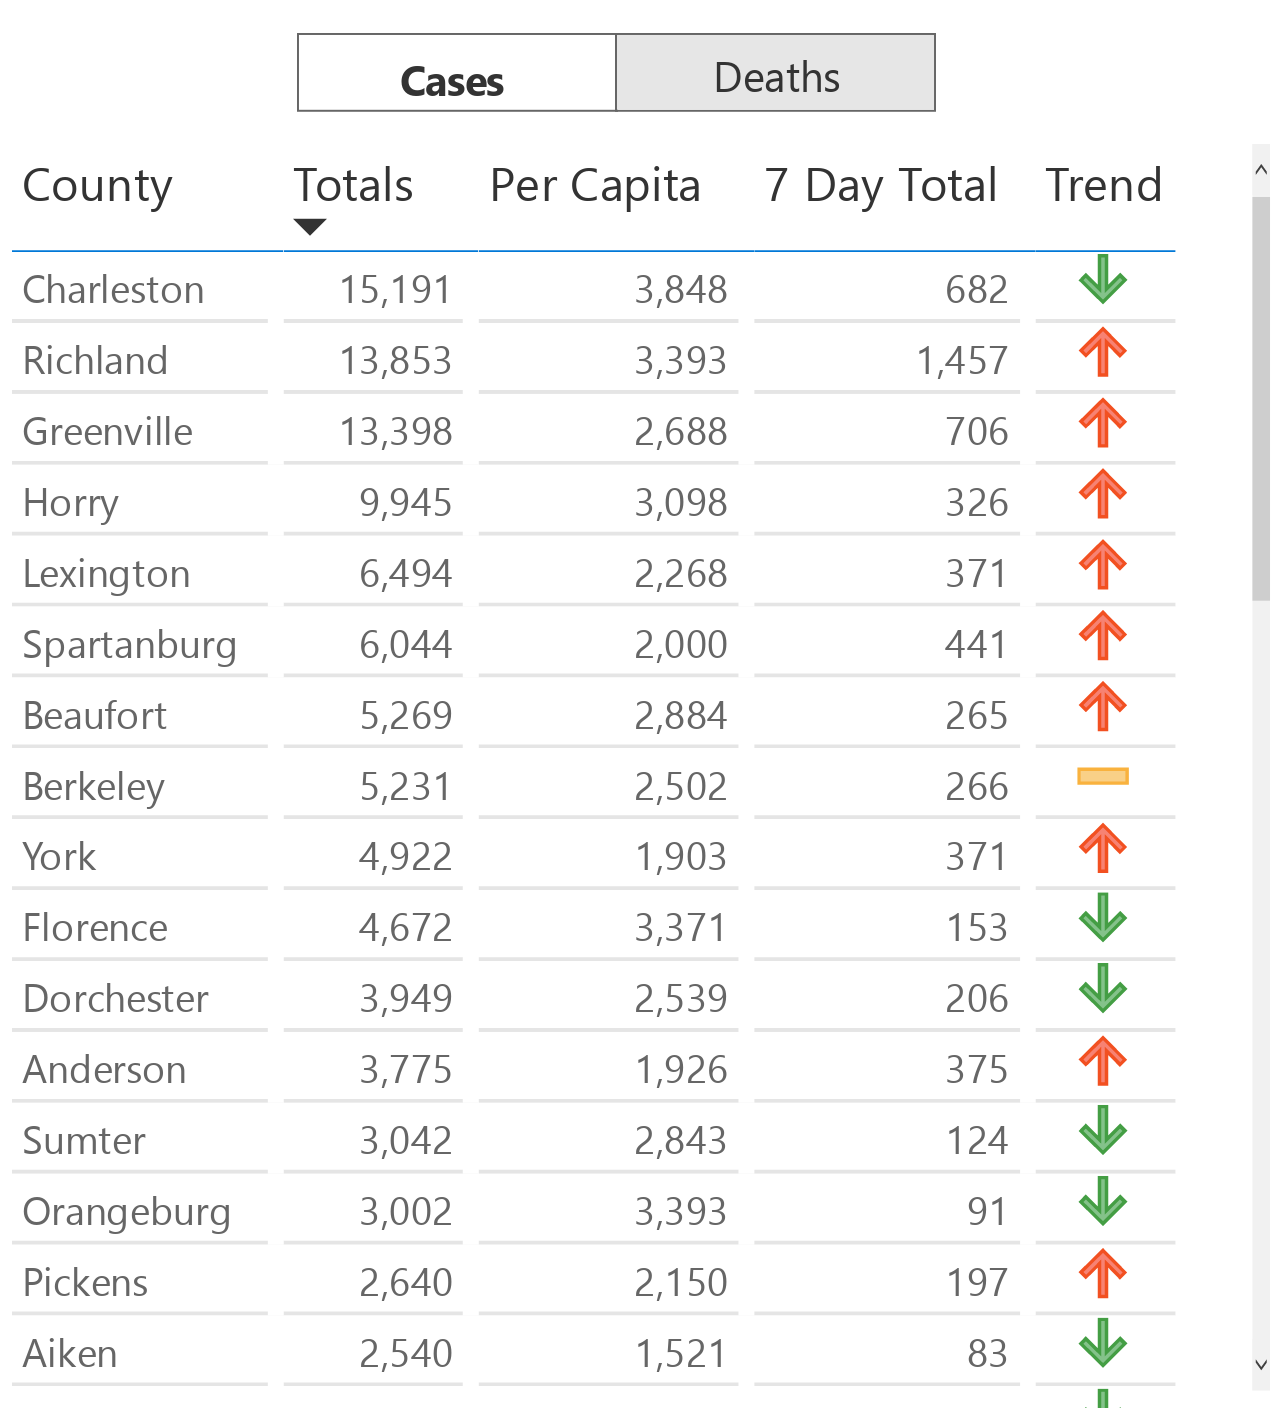 Cases Deaths
County Totals Per Capita 7 Day Total Trend
Charleston 15,191 3,848 682
Richland 13,853 3,393 1,457
Greenville 13,398 2,688 706
Horry 9,945 3,098 326
Lexington 6,494 2,268 371
Spartanburg 6,044 2,000 441
Beaufort 5,269 2,884 265
Berkeley 5,231 2,502 266
York 4,922 1,903 371
Florence 4,672 3,371 153
Dorchester 3,949 2,539 206
Anderson 3,775 1,926 375
Sumter 3,042 2,843 124
Orangeburg 3,002 3,393 91
Pickens 2,640 2,150 197
Aiken 2,540 1,521 83